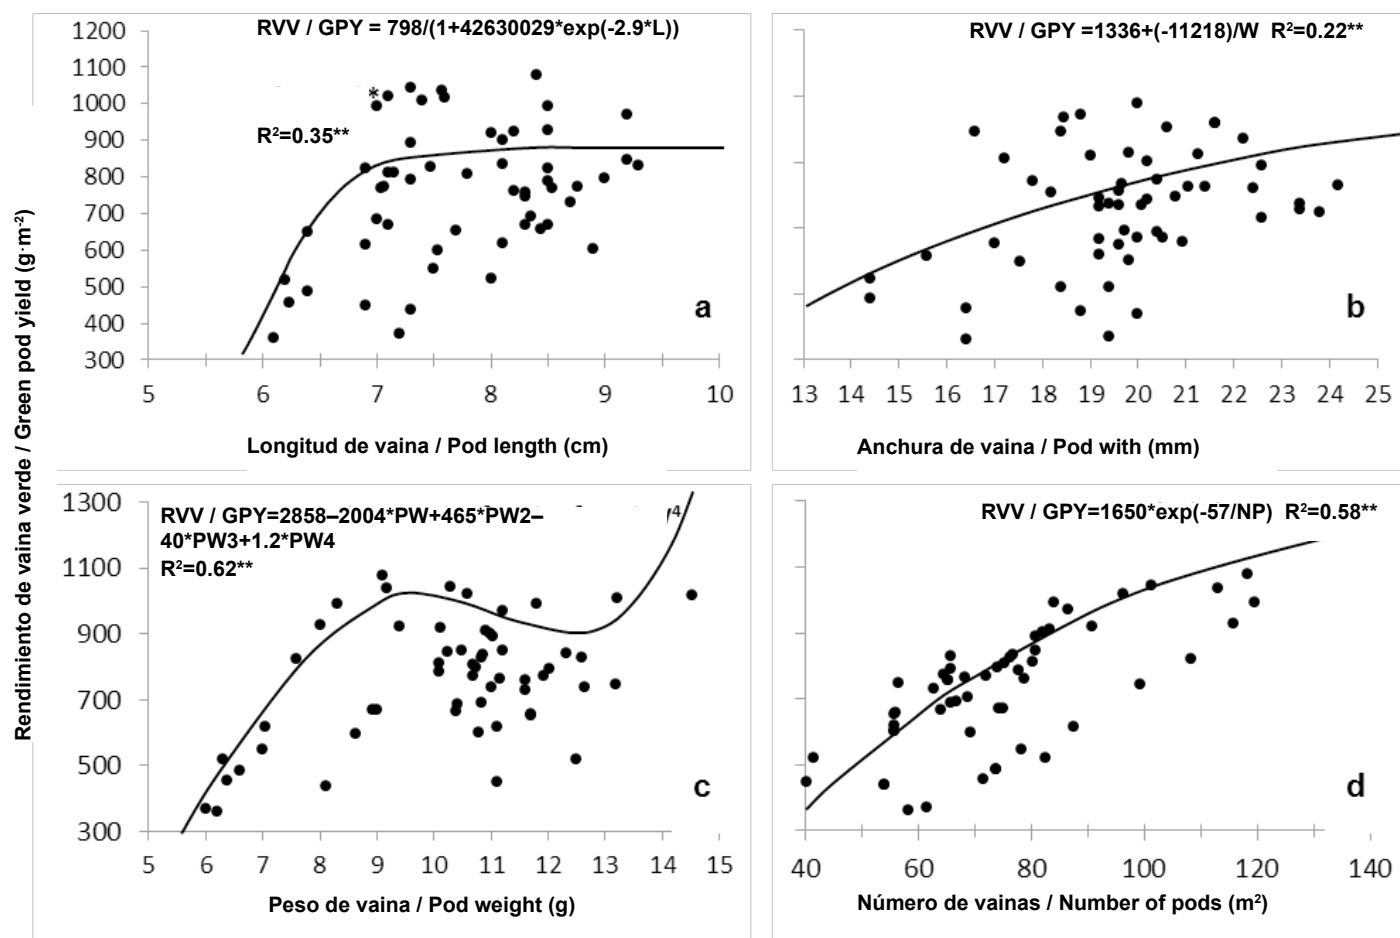 Rendimiento de vaina verde / Green pod yield (g·m⁻²)
RVV / GPY = 798/(1+42630029*exp(-2.9*L))
*
R²=0.35**
a
1200
1100
1000
900
800
700
600
500
400
300
5 6 7 8 9 10
Longitud de vaina / Pod length (cm)
RVV / GPY =1336+(-11218)/W R²=0.22**
b
13 14 15 16 17 18 19 20 21 22 23 24 25
Anchura de vaina / Pod with (mm)
RVV / GPY=2858–2004*PW+465*PW2–
40*PW3+1.2*PW4
R²=0.62**
c
1300
1100
900
700
500
300
5 6 7 8 9 10 11 12 13 14 15
Peso de vaina / Pod weight (g)
RVV / GPY=1650*exp(-57/NP) R²=0.58**
d
40 60 80 100 120 140
Número de vainas / Number of pods (m²)